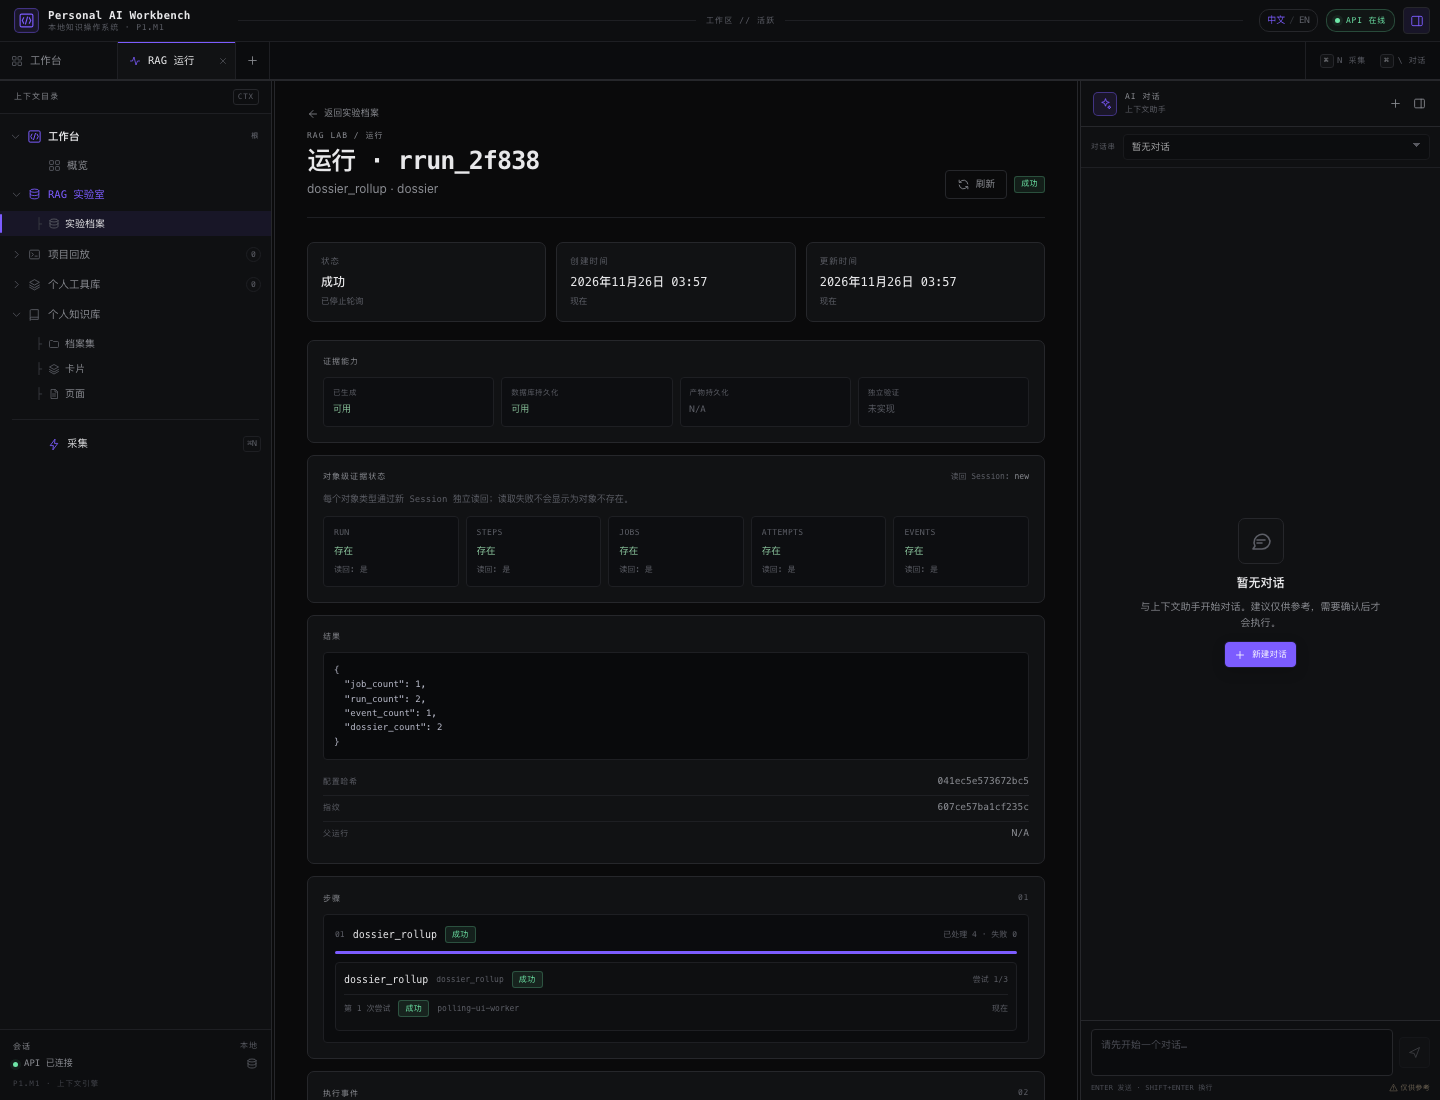 Personal AI Workbench
本地知识操作系统 · P1.M1
工作区 // 活跃
中文 / EN
API 在线
工作台
RAG 运行
⌘ N 采集
⌘ \ 对话
上下文目录
CTX
工作台
根
概览
RAG 实验室
实验档案
项目回放
0
个人工具库
0
个人知识库
档案集
卡片
页面
采集
⌘N
会话
本地
API 已连接
P1.M1 · 上下文引擎
返回实验档案
RAG LAB / 运行
运行 · rrun_2f838
dossier_rollup · dossier
刷新
成功
状态
成功
已停止轮询
创建时间
2026年11月26日 03:57
现在
更新时间
2026年11月26日 03:57
现在
证据能力
已生成
可用
数据库持久化
可用
产物持久化
N/A
独立验证
未实现
对象级证据状态
读回 Session: new
每个对象类型通过新 Session 独立读回；读取失败不会显示为对象不存在。
RUN
存在
读回: 是
STEPS
存在
读回: 是
JOBS
存在
读回: 是
ATTEMPTS
存在
读回: 是
EVENTS
存在
读回: 是
结果
{
"job_count": 1,
"run_count": 2,
"event_count": 1,
"dossier_count": 2
}
配置哈希
041ec5e573672bc5
指纹
607ce57ba1cf235c
父运行
N/A
步骤
01
01 dossier_rollup 成功
已处理 4 · 失败 0
dossier_rollup dossier_rollup 成功
尝试 1/3
第 1 次尝试 成功 polling-ui-worker
现在
执行事件
02
AI 对话
上下文助手
对话串
暂无对话
暂无对话
与上下文助手开始对话。建议仅供参考，需要确认后才
会执行。
新建对话
请先开始一个对话…
ENTER 发送 · SHIFT+ENTER 换行
仅供参考